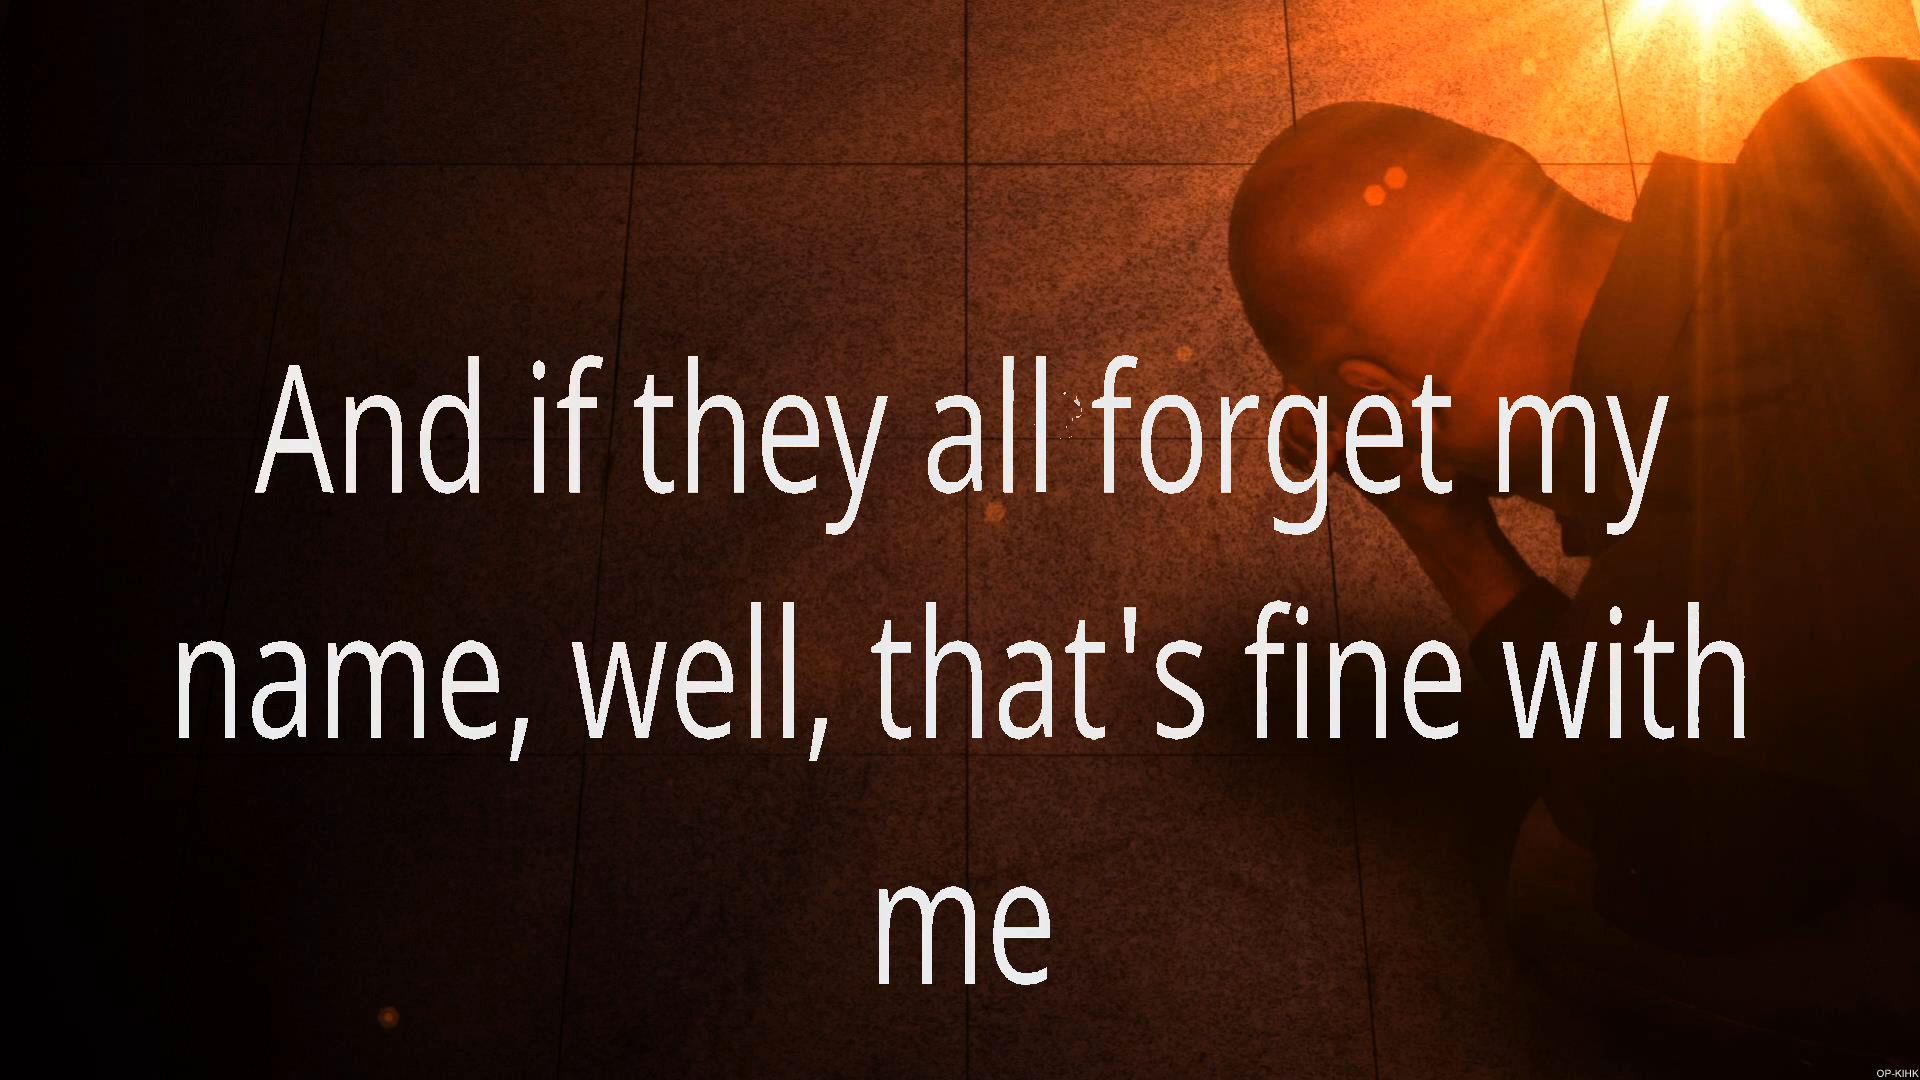 And if they all forget my
name, well, that's fine with
me
OP-KIHK